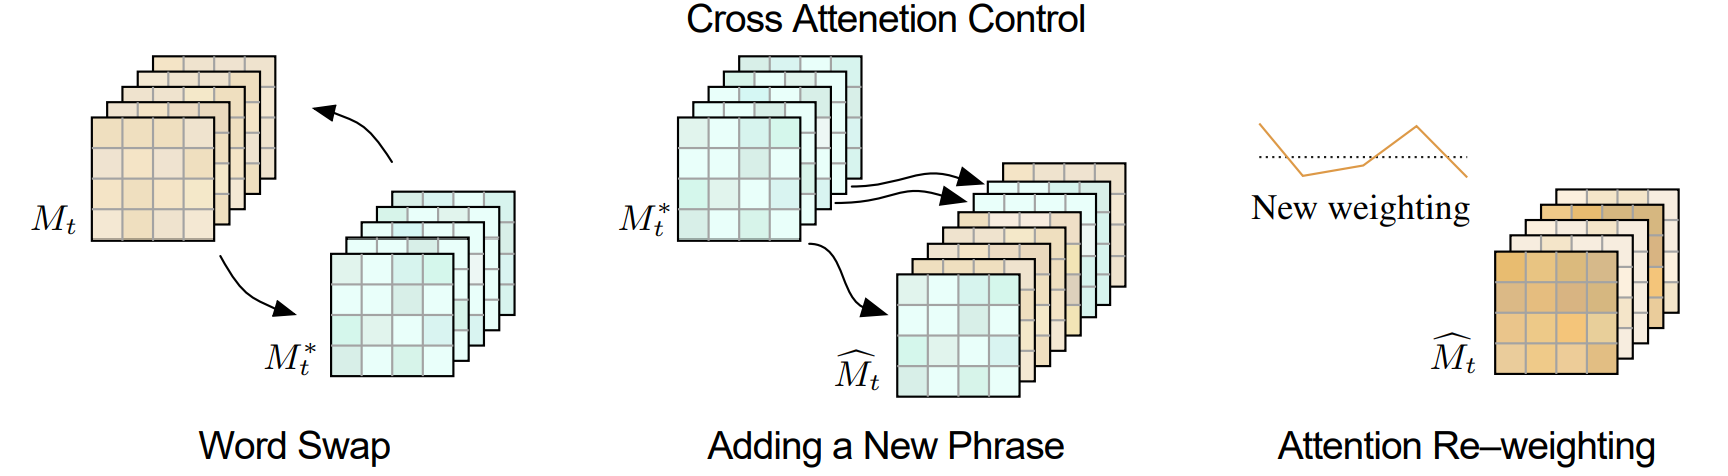 Cross Attenetion Control
M_t
M_t^*
Word Swap
M_t^*
\widehat{M}_t
Adding a New Phrase
New weighting
\widehat{M}_t
Attention Re–weighting